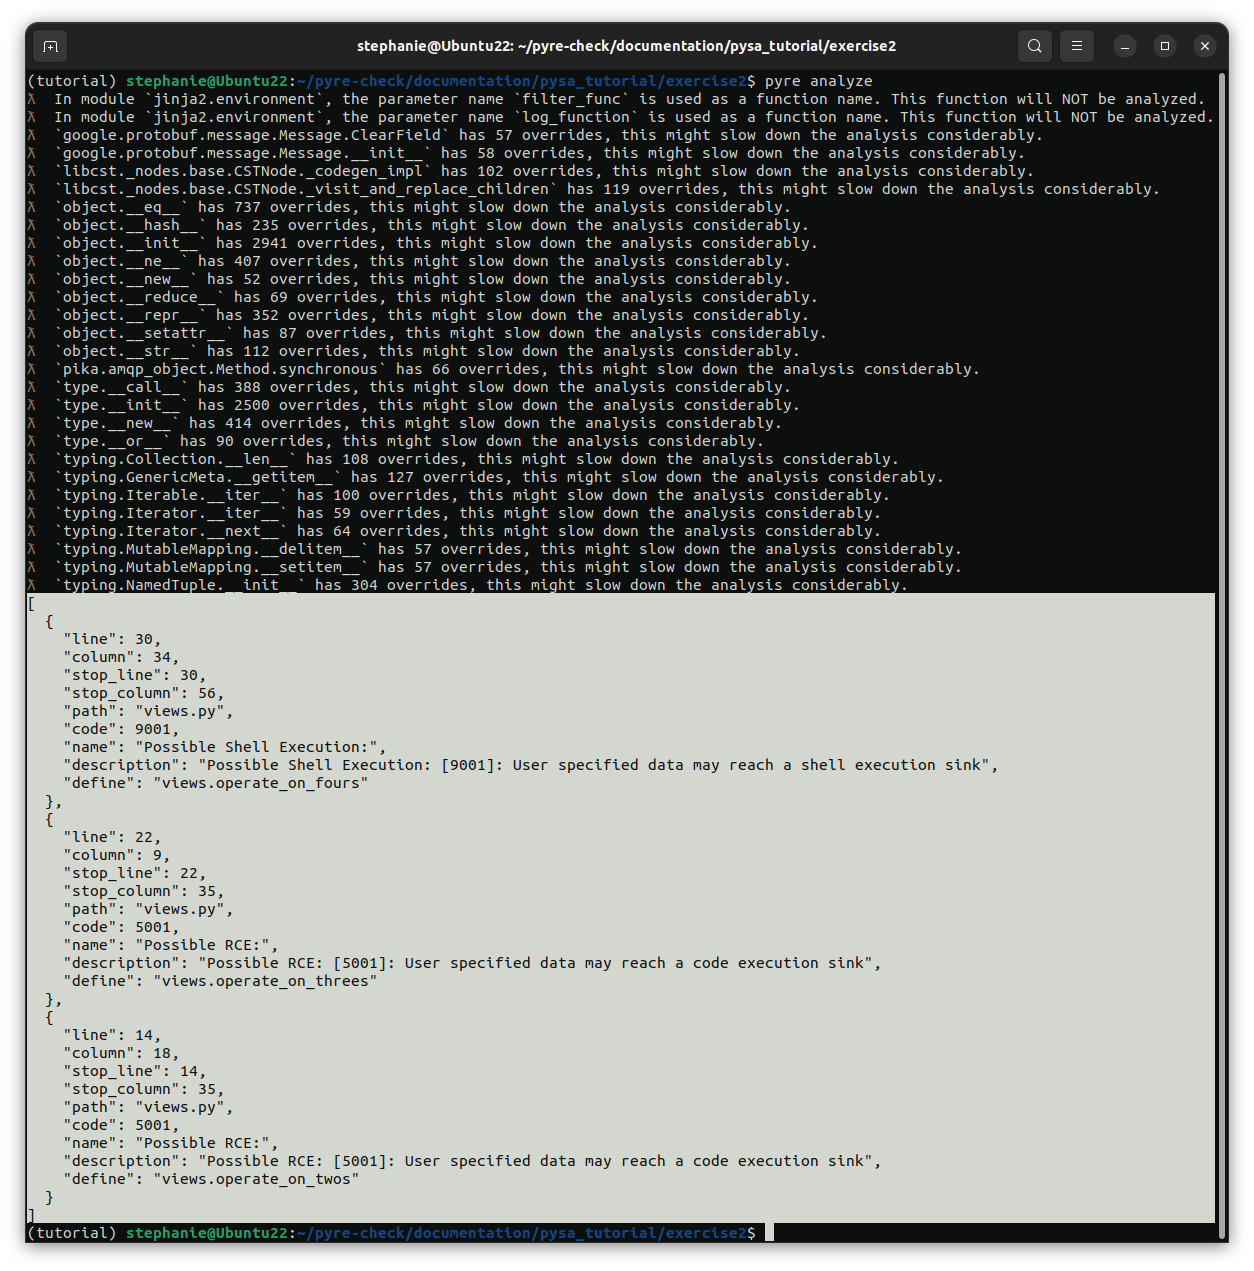 stephanie@Ubuntu22: ~/pyre-check/documentation/pysa_tutorial/exercise2
(tutorial) stephanie@Ubuntu22:~/pyre-check/documentation/pysa_tutorial/exercise2$ pyre analyze
ƛ  In module `jinja2.environment`, the parameter name `filter_func` is used as a function name. This function will NOT be analyzed.
ƛ  In module `jinja2.environment`, the parameter name `log_function` is used as a function name. This function will NOT be analyzed.
ƛ  `google.protobuf.message.Message.ClearField` has 57 overrides, this might slow down the analysis considerably.
ƛ  `google.protobuf.message.Message.__init__` has 58 overrides, this might slow down the analysis considerably.
ƛ  `libcst._nodes.base.CSTNode._codegen_impl` has 102 overrides, this might slow down the analysis considerably.
ƛ  `libcst._nodes.base.CSTNode._visit_and_replace_children` has 119 overrides, this might slow down the analysis considerably.
ƛ  `object.__eq__` has 737 overrides, this might slow down the analysis considerably.
ƛ  `object.__hash__` has 235 overrides, this might slow down the analysis considerably.
ƛ  `object.__init__` has 2941 overrides, this might slow down the analysis considerably.
ƛ  `object.__ne__` has 407 overrides, this might slow down the analysis considerably.
ƛ  `object.__new__` has 52 overrides, this might slow down the analysis considerably.
ƛ  `object.__reduce__` has 69 overrides, this might slow down the analysis considerably.
ƛ  `object.__repr__` has 352 overrides, this might slow down the analysis considerably.
ƛ  `object.__setattr__` has 87 overrides, this might slow down the analysis considerably.
ƛ  `object.__str__` has 112 overrides, this might slow down the analysis considerably.
ƛ  `pika.amqp_object.Method.synchronous` has 66 overrides, this might slow down the analysis considerably.
ƛ  `type.__call__` has 388 overrides, this might slow down the analysis considerably.
ƛ  `type.__init__` has 2500 overrides, this might slow down the analysis considerably.
ƛ  `type.__new__` has 414 overrides, this might slow down the analysis considerably.
ƛ  `type.__or__` has 90 overrides, this might slow down the analysis considerably.
ƛ  `typing.Collection.__len__` has 108 overrides, this might slow down the analysis considerably.
ƛ  `typing.GenericMeta.__getitem__` has 127 overrides, this might slow down the analysis considerably.
ƛ  `typing.Iterable.__iter__` has 100 overrides, this might slow down the analysis considerably.
ƛ  `typing.Iterator.__iter__` has 59 overrides, this might slow down the analysis considerably.
ƛ  `typing.Iterator.__next__` has 64 overrides, this might slow down the analysis considerably.
ƛ  `typing.MutableMapping.__delitem__` has 57 overrides, this might slow down the analysis considerably.
ƛ  `typing.MutableMapping.__setitem__` has 57 overrides, this might slow down the analysis considerably.
ƛ  `typing.NamedTuple.__init__` has 304 overrides, this might slow down the analysis considerably.
[
  {
    "line": 30,
    "column": 34,
    "stop_line": 30,
    "stop_column": 56,
    "path": "views.py",
    "code": 9001,
    "name": "Possible Shell Execution:",
    "description": "Possible Shell Execution: [9001]: User specified data may reach a shell execution sink",
    "define": "views.operate_on_fours"
  },
  {
    "line": 22,
    "column": 9,
    "stop_line": 22,
    "stop_column": 35,
    "path": "views.py",
    "code": 5001,
    "name": "Possible RCE:",
    "description": "Possible RCE: [5001]: User specified data may reach a code execution sink",
    "define": "views.operate_on_threes"
  },
  {
    "line": 14,
    "column": 18,
    "stop_line": 14,
    "stop_column": 35,
    "path": "views.py",
    "code": 5001,
    "name": "Possible RCE:",
    "description": "Possible RCE: [5001]: User specified data may reach a code execution sink",
    "define": "views.operate_on_twos"
  }
]
(tutorial) stephanie@Ubuntu22:~/pyre-check/documentation/pysa_tutorial/exercise2$